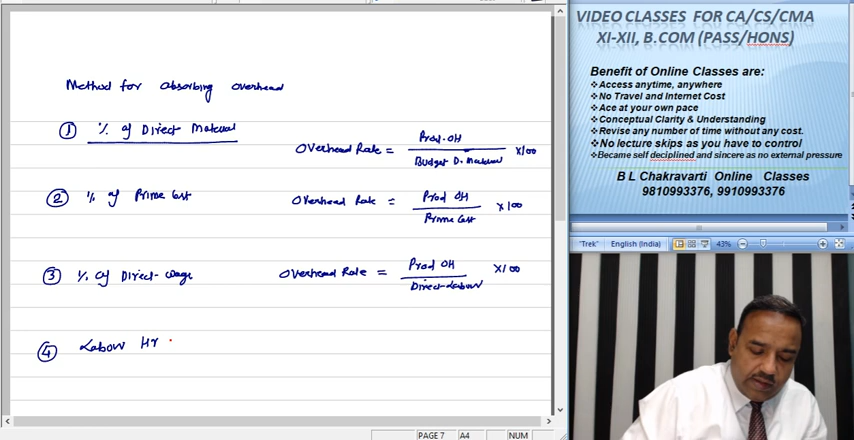 Method for absorbing overhead
① % of Direct Material
Overhead Rate = Prod. OH / Budget D. Material × 100
② % of Prime Cost
Overhead Rate = Prod OH / Prime Cost × 100
③ % of Direct-wage
Overhead Rate = Prod OH / Direct-Labour × 100
④ Labour Hr
PAGE 7 A4 NUM
VIDEO CLASSES FOR CA/CS/CMA
XI-XII, B.COM (PASS/HONS)
Benefit of Online Classes are:
❖Access anytime, anywhere
❖No Travel and Internet Cost
❖Ace at your own pace
❖Conceptual Clarity & Understanding
❖Revise any number of time without any cost.
❖No lecture skips as you have to control
❖Became self deciplined and sincere as no external pressure
B L Chakravarti Online Classes
9810993376, 9910993376
"Trek" English (India) 43%